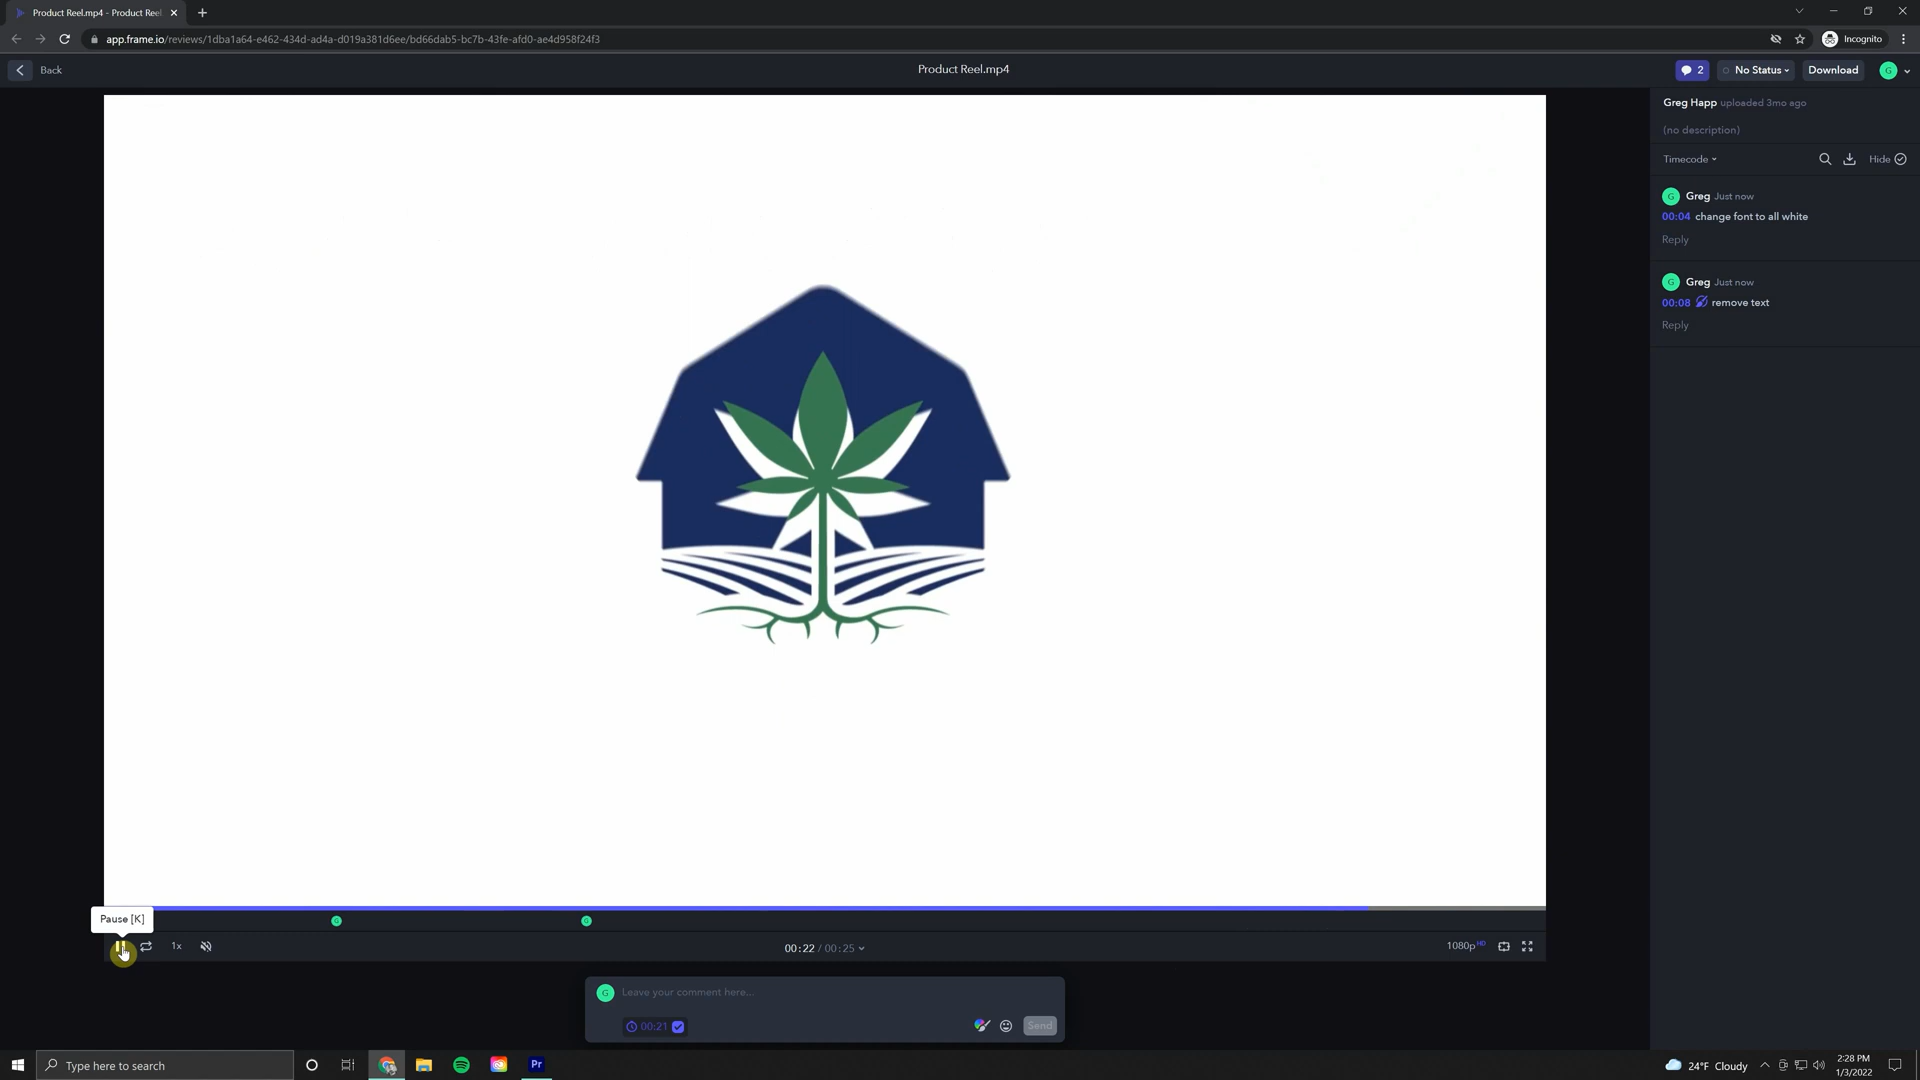 Product Reel.mp4 - Product Reel
app.frame.io/reviews/1dba1a64-e462-434d-ad4a-d019a381d6ee/bd66dab5-bc7b-43fe-afd0-ae4d958f24f3
Incognito
Back
Product Reel.mp4
2
No Status
Download
G
Greg Happ uploaded 3mo ago
(no description)
Timecode
Hide
G Greg Just now
00:04 change font to all white
Reply
G Greg Just now
00:08 remove text
Reply
Pause [K]
G
G
1x
00:22 / 00:25
1080p HD
G Leave your comment here...
00:21
Send
Type here to search
Pr
24°F Cloudy
2:28 PM
1/3/2022